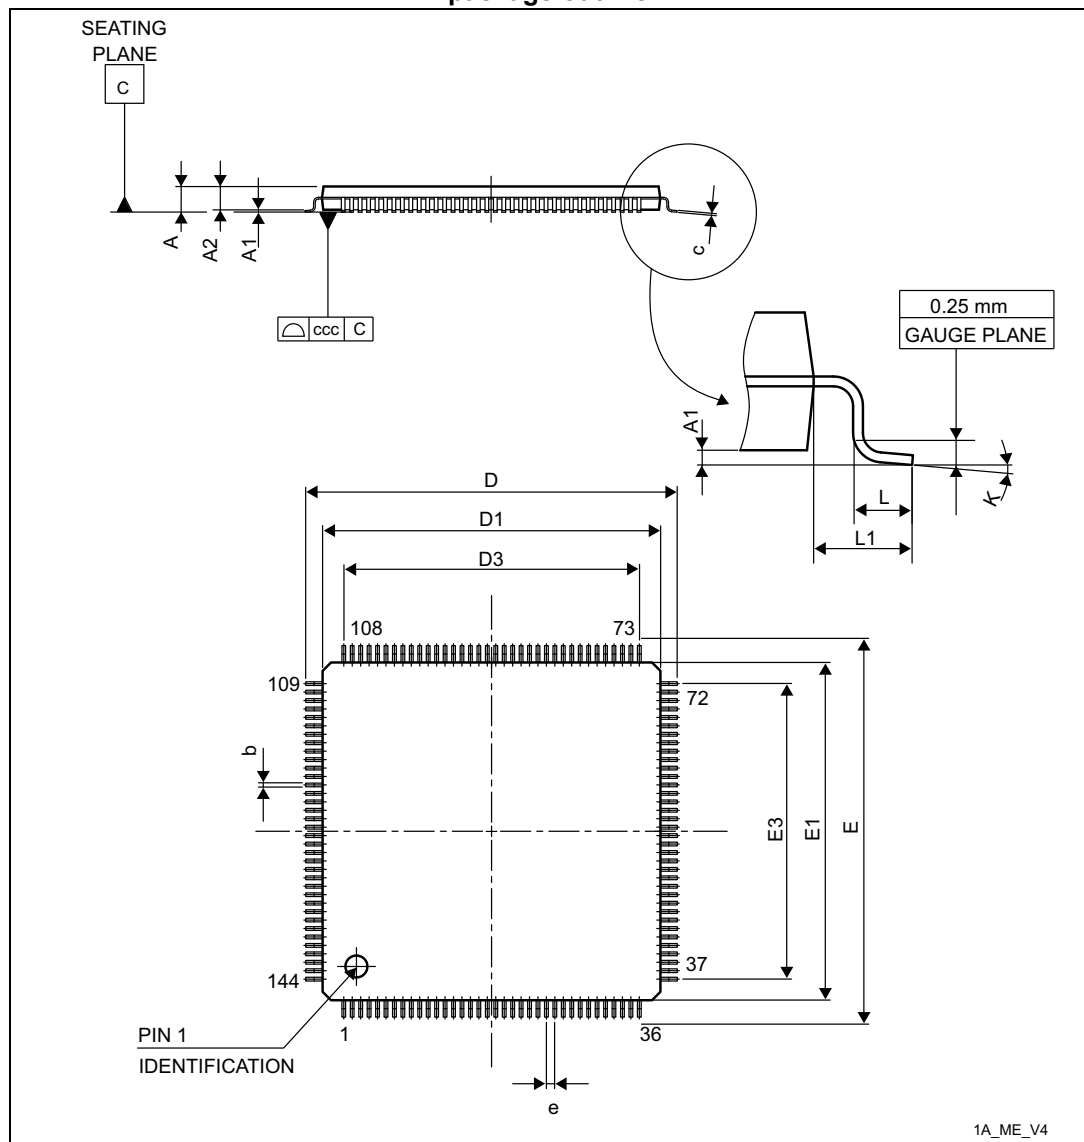 SEATING
PLANE
C
A
A2
A1
c
ccc C
0.25 mm
GAUGE PLANE
A1
K
L
L1
D
D1
D3
108
73
109
72
b
E3
E1
E
144
37
PIN 1
IDENTIFICATION
1
36
e
1A_ME_V4